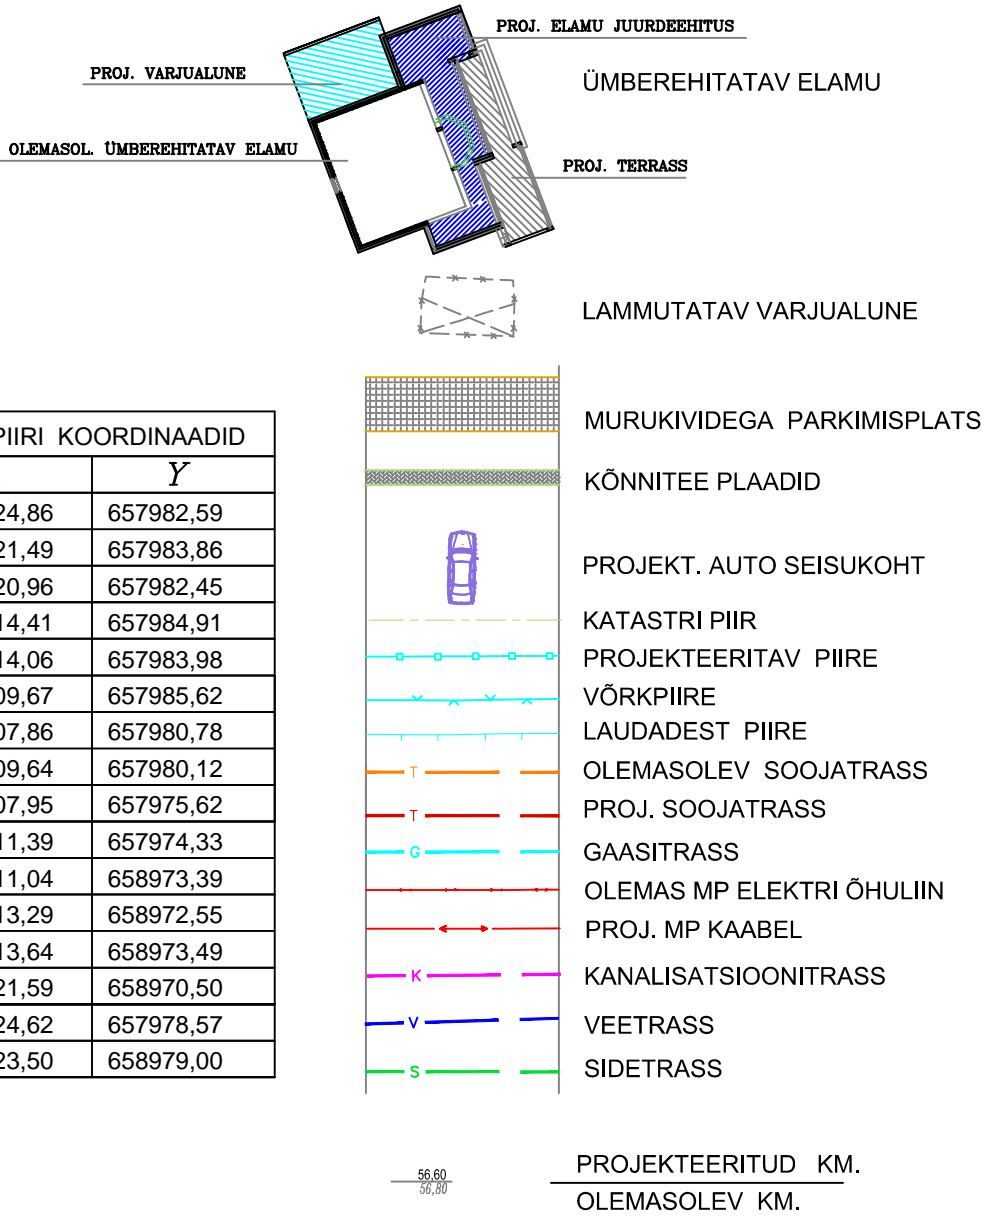 PROJ. ELAMU JUURDEEHITUS
PROJ. VARJUALUNE
ÜMBEREHITATAV ELAMU
OLEMASOL. ÜMBEREHITATAV ELAMU
PROJ. TERRASS
LAMMUTATAV VARJUALUNE
PIIRI KOORDINAADID
Y
24,86 657982,59
21,49 657983,86
20,96 657982,45
14,41 657984,91
14,06 657983,98
09,67 657985,62
07,86 657980,78
09,64 657980,12
07,95 657975,62
11,39 657974,33
11,04 658973,39
13,29 658972,55
13,64 658973,49
21,59 658970,50
24,62 657978,57
23,50 658979,00
MURUKIVIDEGA PARKIMISPLATS
KÕNNITEE PLAADID
PROJEKT. AUTO SEISUKOHT
KATASTRI PIIR
PROJEKTEERITAV PIIRE
VÕRKPIIRE
LAUDADEST PIIRE
T OLEMASOLEV SOOJATRASS
T PROJ. SOOJATRASS
G GAASITRASS
OLEMAS MP ELEKTRI ÕHULIIN
PROJ. MP KAABEL
K KANALISATSIOONITRASS
V VEETRASS
S SIDETRASS
56,60 PROJEKTEERITUD KM.
56,80 OLEMASOLEV KM.